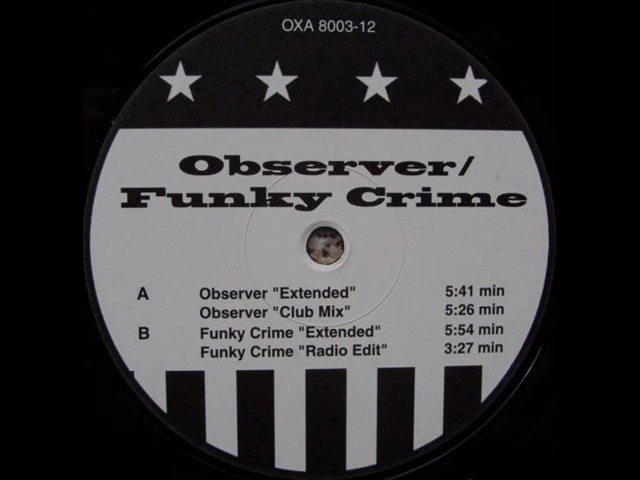 OXA 8003-12
Observer/
Funky Crime
A Observer "Extended" 5:41 min
Observer "Club Mix" 5:26 min
B Funky Crime "Extended" 5:54 min
Funky Crime "Radio Edit" 3:27 min